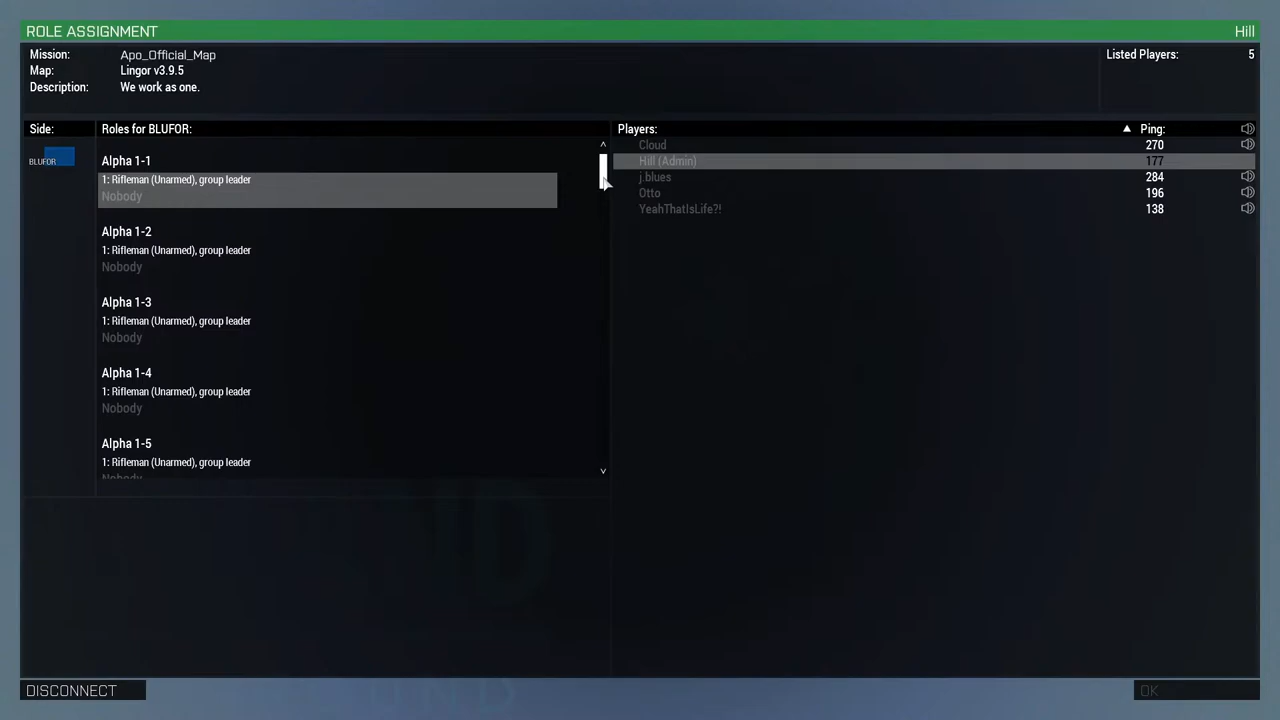 ROLE ASSIGNMENT
Hill
Mission: Apo_Official_Map
Listed Players: 5
Map: Lingor v3.9.5
Description: We work as one.
Side:
Roles for BLUFOR:
Players:
Ping:
BLUFOR
Alpha 1-1
1: Rifleman (Unarmed), group leader
Nobody
Alpha 1-2
1: Rifleman (Unarmed), group leader
Nobody
Alpha 1-3
1: Rifleman (Unarmed), group leader
Nobody
Alpha 1-4
1: Rifleman (Unarmed), group leader
Nobody
Alpha 1-5
1: Rifleman (Unarmed), group leader
Nobody
Cloud 270
Hill (Admin) 177
j.blues 284
Otto 196
YeahThatIsLife?! 138
DISCONNECT
OK